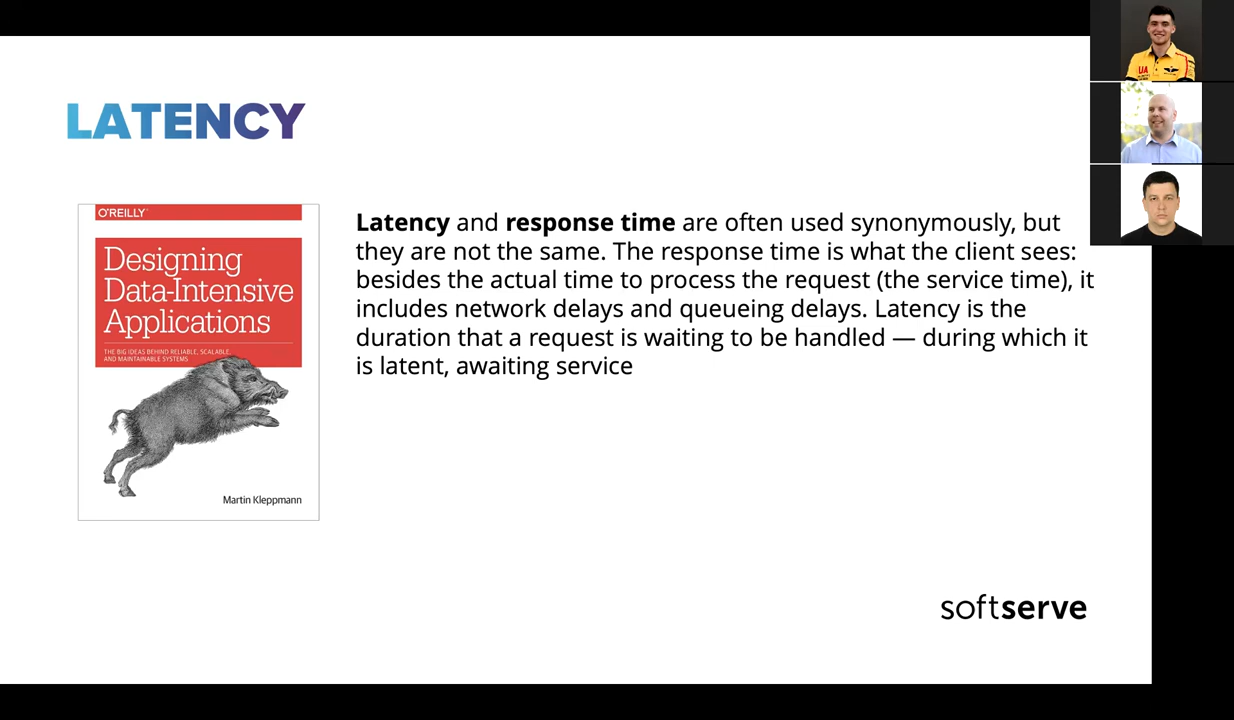 LATENCY
O'REILLY
Designing
Data-Intensive
Applications
THE BIG IDEAS BEHIND RELIABLE, SCALABLE,
AND MAINTAINABLE SYSTEMS
Martin Kleppmann
Latency and response time are often used synonymously, but
they are not the same. The response time is what the client sees:
besides the actual time to process the request (the service time), it
includes network delays and queueing delays. Latency is the
duration that a request is waiting to be handled — during which it
is latent, awaiting service
softserve
UA